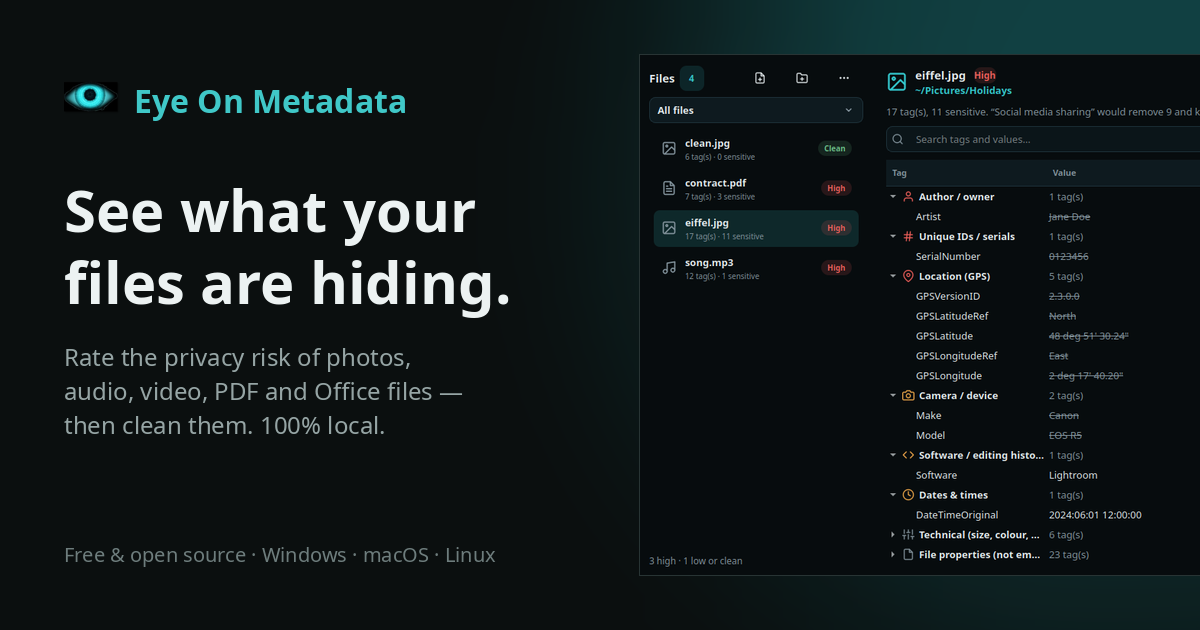 Eye On Metadata
See what your
files are hiding.
Rate the privacy risk of photos,
audio, video, PDF and Office files —
then clean them. 100% local.
Free & open source · Windows · macOS · Linux
Files 4
All files
clean.jpg
6 tag(s) · 0 sensitive
Clean
contract.pdf
7 tag(s) · 3 sensitive
High
eiffel.jpg
17 tag(s) · 11 sensitive
High
song.mp3
12 tag(s) · 1 sensitive
High
3 high · 1 low or clean
eiffel.jpg High
~/Pictures/Holidays
17 tag(s), 11 sensitive. “Social media sharing” would remove 9 and k
Search tags and values...
Tag Value
Author / owner 1 tag(s)
Artist Jane Doe
Unique IDs / serials 1 tag(s)
SerialNumber 0123456
Location (GPS) 5 tag(s)
GPSVersionID 2.3.0.0
GPSLatitudeRef North
GPSLatitude 48 deg 51' 30.24"
GPSLongitudeRef East
GPSLongitude 2 deg 17' 40.20"
Camera / device 2 tag(s)
Make Canon
Model EOS R5
Software / editing histo... 1 tag(s)
Software Lightroom
Dates & times 1 tag(s)
DateTimeOriginal 2024:06:01 12:00:00
Technical (size, colour, ... 6 tag(s)
File properties (not em... 23 tag(s)